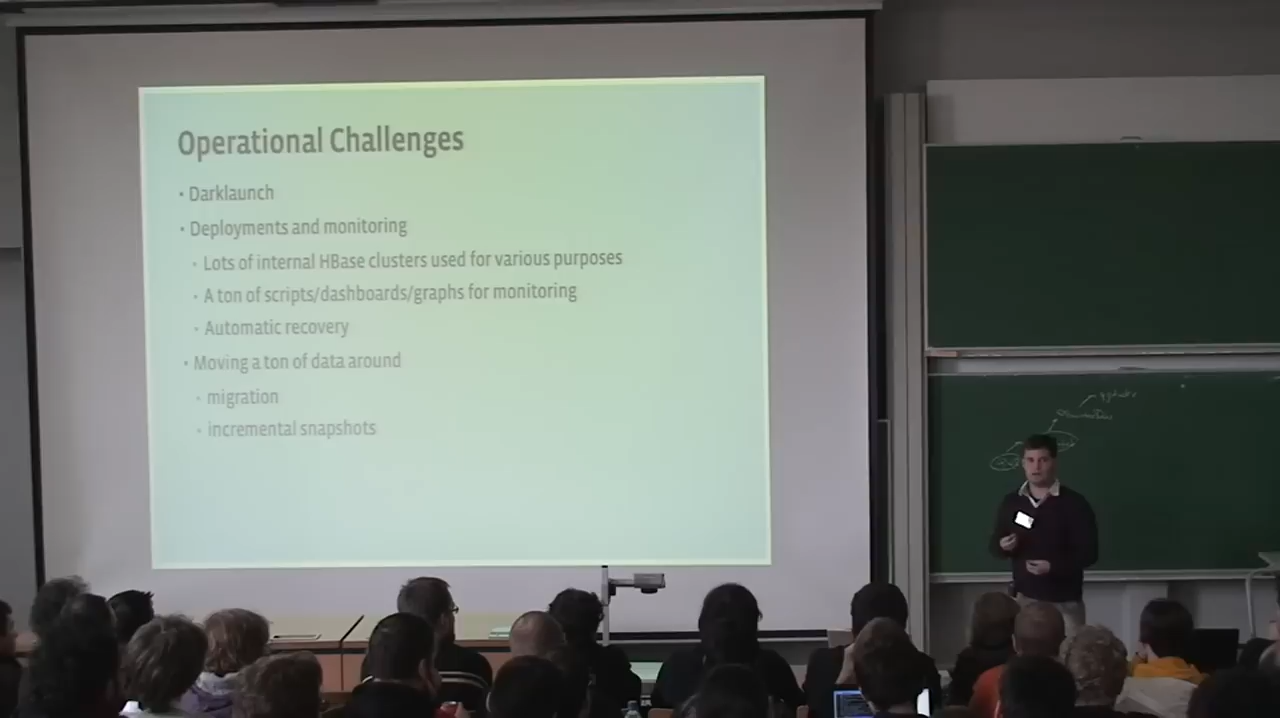 Operational Challenges
• Darklaunch
• Deployments and monitoring
• Lots of internal HBase clusters used for various purposes
• A ton of scripts/dashboards/graphs for monitoring
• Automatic recovery
• Moving a ton of data around
• migration
• incremental snapshots